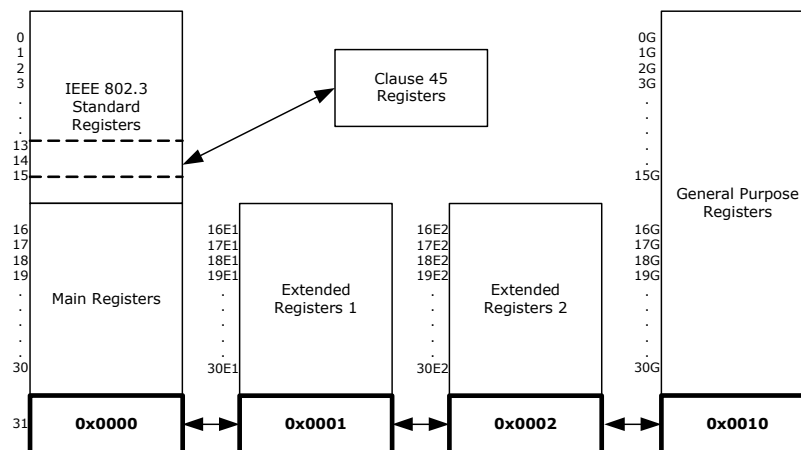 0
1
2
3
.
.
.
13
14
15
IEEE 802.3
Standard
Registers
Clause 45
Registers
16
17
18
19
.
.
.
.
30
Main Registers
16E1
17E1
18E1
19E1
.
.
.
.
30E1
Extended
Registers 1
16E2
17E2
18E2
19E2
.
.
.
.
30E2
Extended
Registers 2
0G
1G
2G
3G
.
.
.
.
15G
16G
17G
18G
19G
.
.
.
.
30G
General Purpose
Registers
31
0x0000
0x0001
0x0002
0x0010